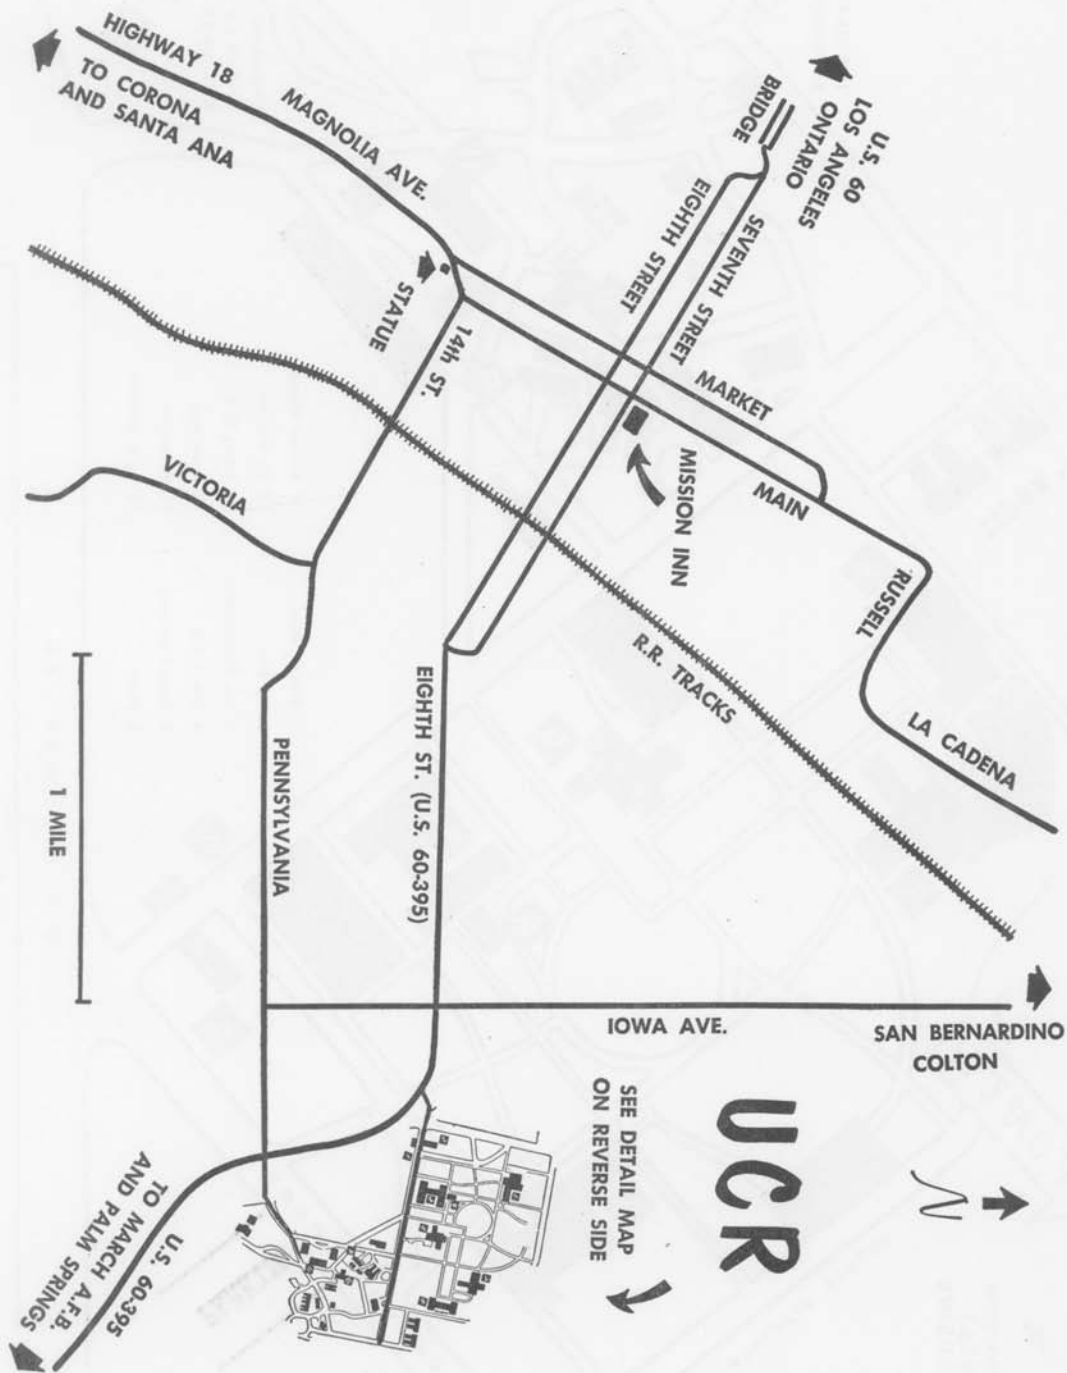 HIGHWAY 18
TO CORONA
AND SANTA ANA
MAGNOLIA AVE.
U.S. 60
LOS ANGELES
ONTARIO
BRIDGE
EIGHTH STREET
SEVENTH STREET
STATUE
14th ST.
MARKET
MAIN
MISSION INN
VICTORIA
RUSSELL
R.R. TRACKS
LA CADENA
EIGHTH ST. (U.S. 60-395)
PENNSYLVANIA
1 MILE
IOWA AVE.
SAN BERNARDINO
COLTON
UCR
SEE DETAIL MAP
ON REVERSE SIDE
N
U.S. 60-395
TO MARCH A.F.B.
AND PALM SPRINGS